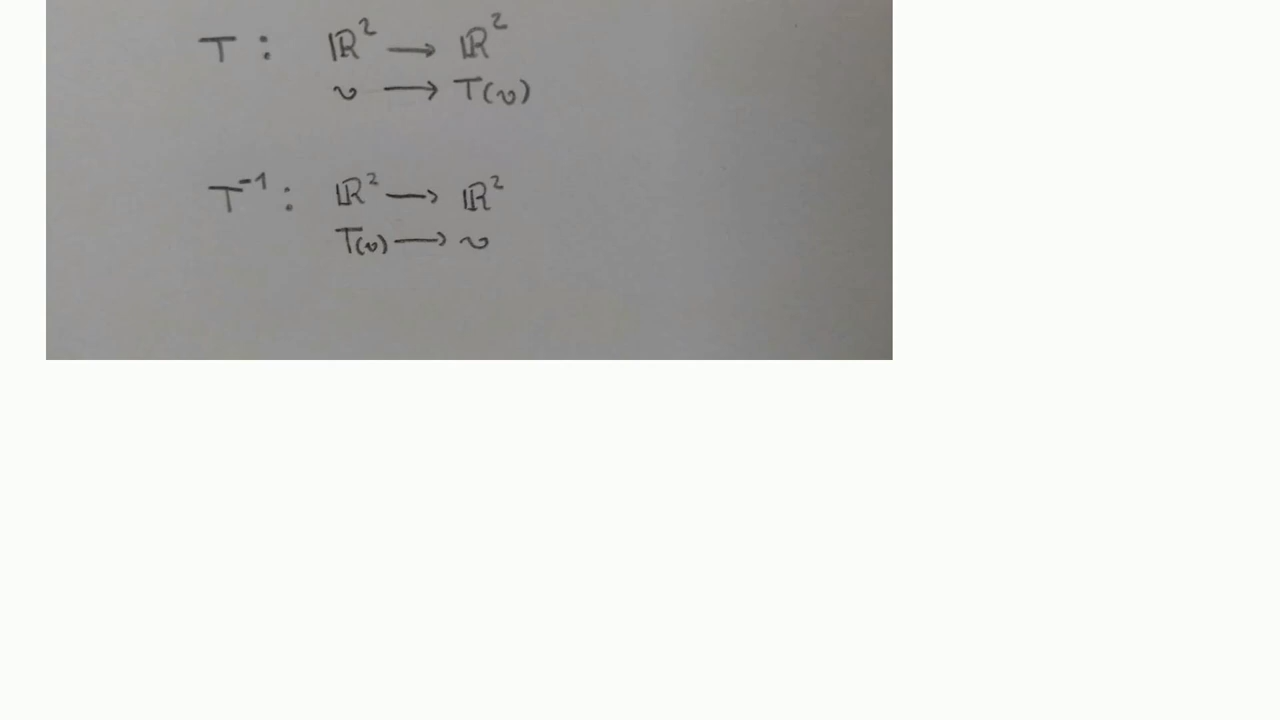 T : ℝ² → ℝ²
v → T(v)
T⁻¹ : ℝ² → ℝ²
T(v) → v